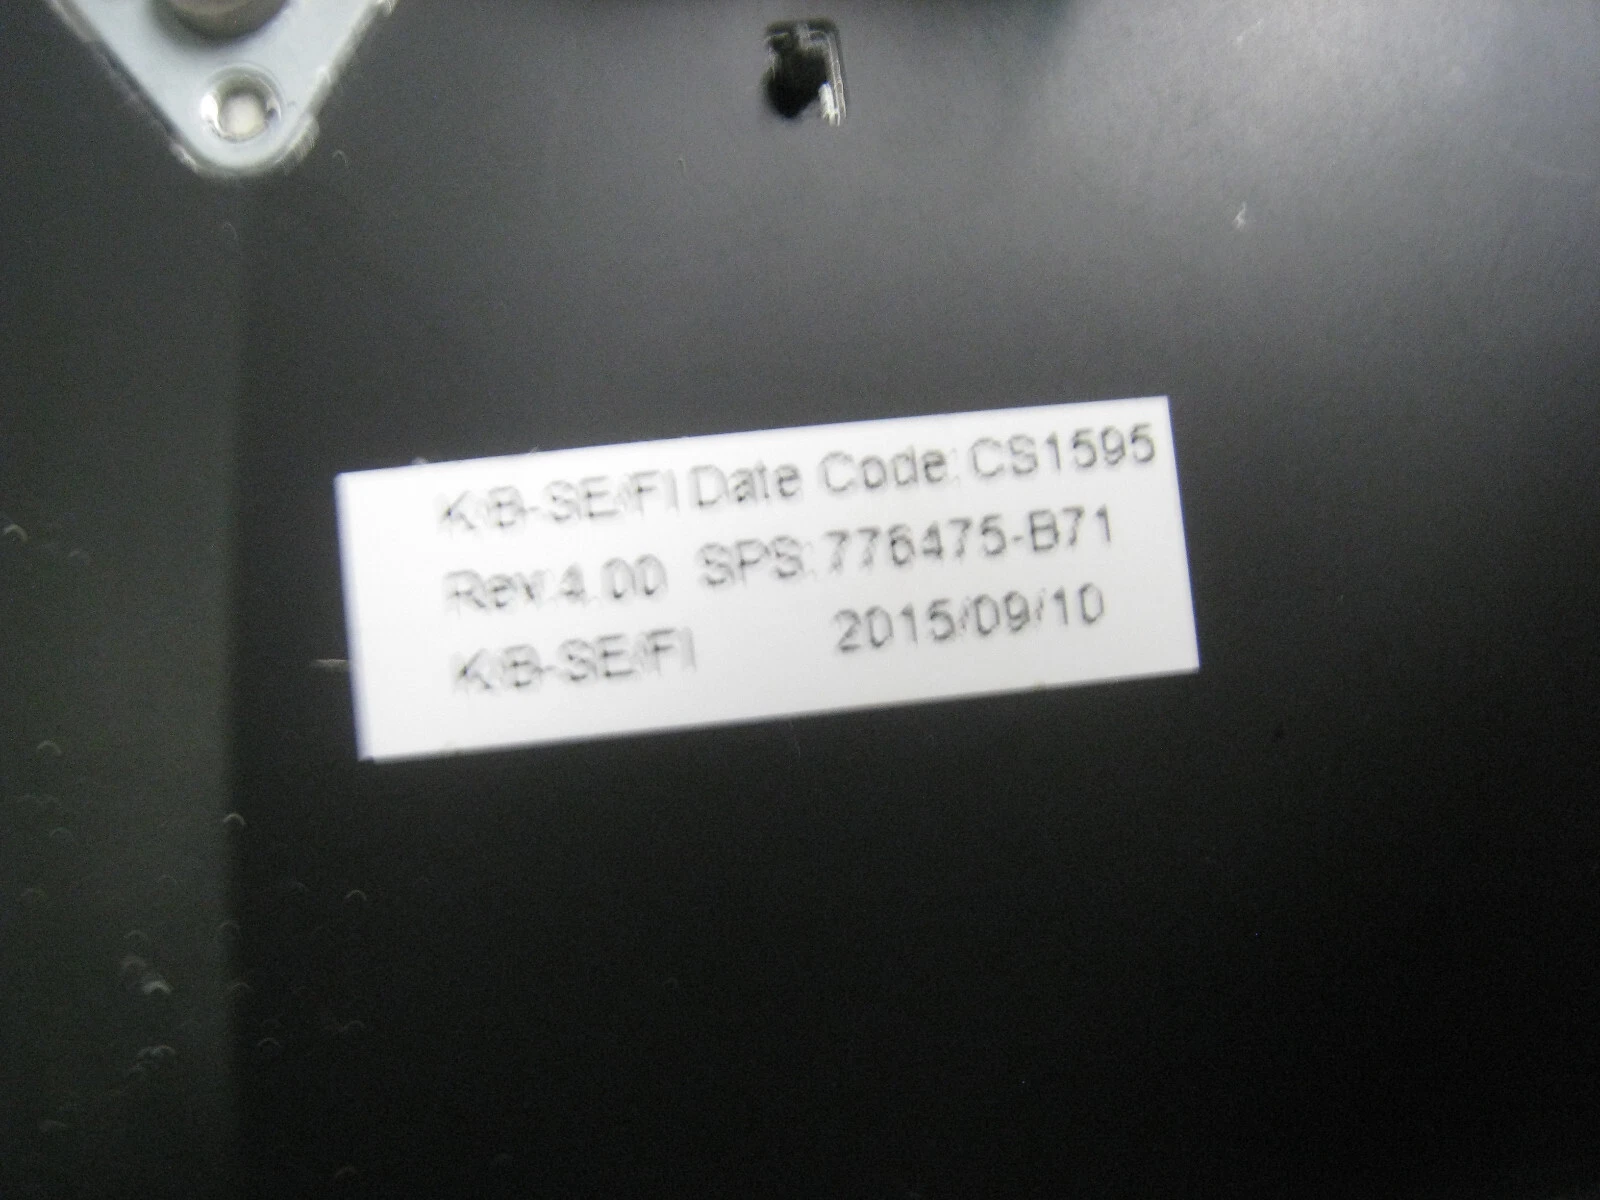 K/B-SE/FI Date Code: CS1595
Rev:4.00 SPS:776475-B71
K/B-SE/FI 2015/09/10